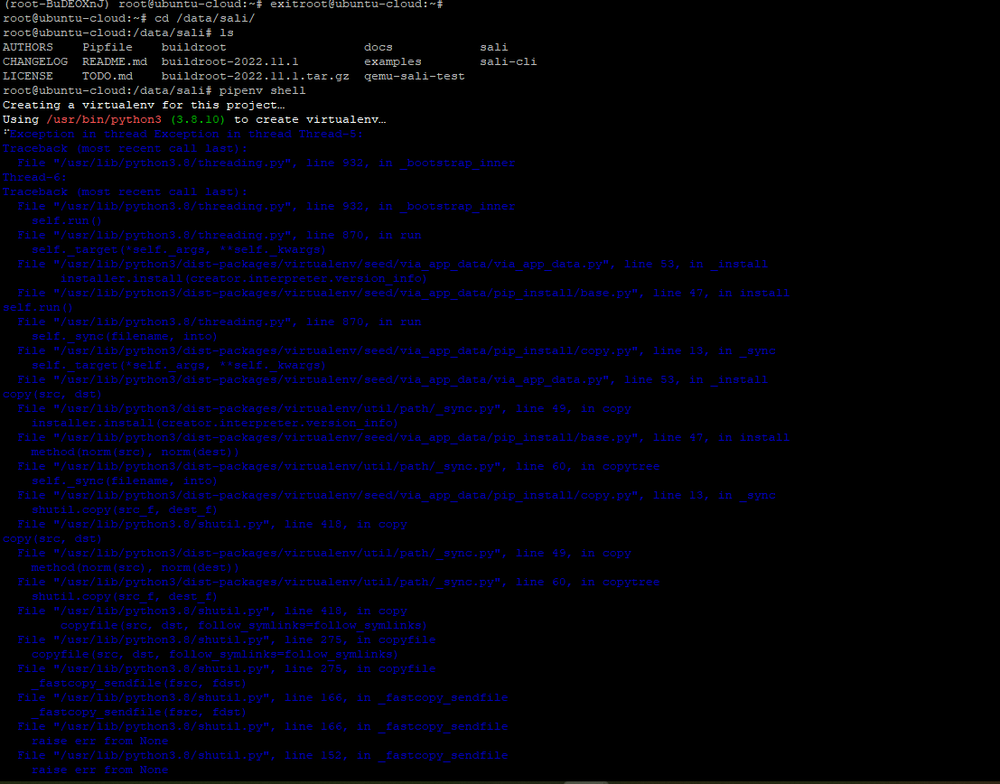 (root-BuDEOXnJ) root@ubuntu-cloud:~# exitroot@ubuntu-cloud:~#
root@ubuntu-cloud:~# cd /data/sali/
root@ubuntu-cloud:/data/sali# ls
AUTHORS    Pipfile    buildroot                   docs            sali
CHANGELOG  README.md  buildroot-2022.11.1         examples        sali-cli
LICENSE    TODO.md    buildroot-2022.11.1.tar.gz  qemu-sali-test
root@ubuntu-cloud:/data/sali# pipenv shell
Creating a virtualenv for this project…
Using /usr/bin/python3 (3.8.10) to create virtualenv…
⠋Exception in thread Exception in thread Thread-5:
Traceback (most recent call last):
  File "/usr/lib/python3.8/threading.py", line 932, in _bootstrap_inner
Thread-6:
Traceback (most recent call last):
  File "/usr/lib/python3.8/threading.py", line 932, in _bootstrap_inner
    self.run()
  File "/usr/lib/python3.8/threading.py", line 870, in run
    self._target(*self._args, **self._kwargs)
  File "/usr/lib/python3/dist-packages/virtualenv/seed/via_app_data/via_app_data.py", line 53, in _install
        installer.install(creator.interpreter.version_info)
  File "/usr/lib/python3/dist-packages/virtualenv/seed/via_app_data/pip_install/base.py", line 47, in install
self.run()
  File "/usr/lib/python3.8/threading.py", line 870, in run
    self._sync(filename, into)
  File "/usr/lib/python3/dist-packages/virtualenv/seed/via_app_data/pip_install/copy.py", line 13, in _sync
    self._target(*self._args, **self._kwargs)
  File "/usr/lib/python3/dist-packages/virtualenv/seed/via_app_data/via_app_data.py", line 53, in _install
copy(src, dst)
  File "/usr/lib/python3/dist-packages/virtualenv/util/path/_sync.py", line 49, in copy
    installer.install(creator.interpreter.version_info)
  File "/usr/lib/python3/dist-packages/virtualenv/seed/via_app_data/pip_install/base.py", line 47, in install
    method(norm(src), norm(dest))
  File "/usr/lib/python3/dist-packages/virtualenv/util/path/_sync.py", line 60, in copytree
    self._sync(filename, into)
  File "/usr/lib/python3/dist-packages/virtualenv/seed/via_app_data/pip_install/copy.py", line 13, in _sync
    shutil.copy(src_f, dest_f)
  File "/usr/lib/python3.8/shutil.py", line 418, in copy
copy(src, dst)
  File "/usr/lib/python3/dist-packages/virtualenv/util/path/_sync.py", line 49, in copy
    method(norm(src), norm(dest))
  File "/usr/lib/python3/dist-packages/virtualenv/util/path/_sync.py", line 60, in copytree
    shutil.copy(src_f, dest_f)
  File "/usr/lib/python3.8/shutil.py", line 418, in copy
        copyfile(src, dst, follow_symlinks=follow_symlinks)
  File "/usr/lib/python3.8/shutil.py", line 275, in copyfile
    copyfile(src, dst, follow_symlinks=follow_symlinks)
  File "/usr/lib/python3.8/shutil.py", line 275, in copyfile
    _fastcopy_sendfile(fsrc, fdst)
  File "/usr/lib/python3.8/shutil.py", line 166, in _fastcopy_sendfile
    _fastcopy_sendfile(fsrc, fdst)
  File "/usr/lib/python3.8/shutil.py", line 166, in _fastcopy_sendfile
    raise err from None
  File "/usr/lib/python3.8/shutil.py", line 152, in _fastcopy_sendfile
    raise err from None